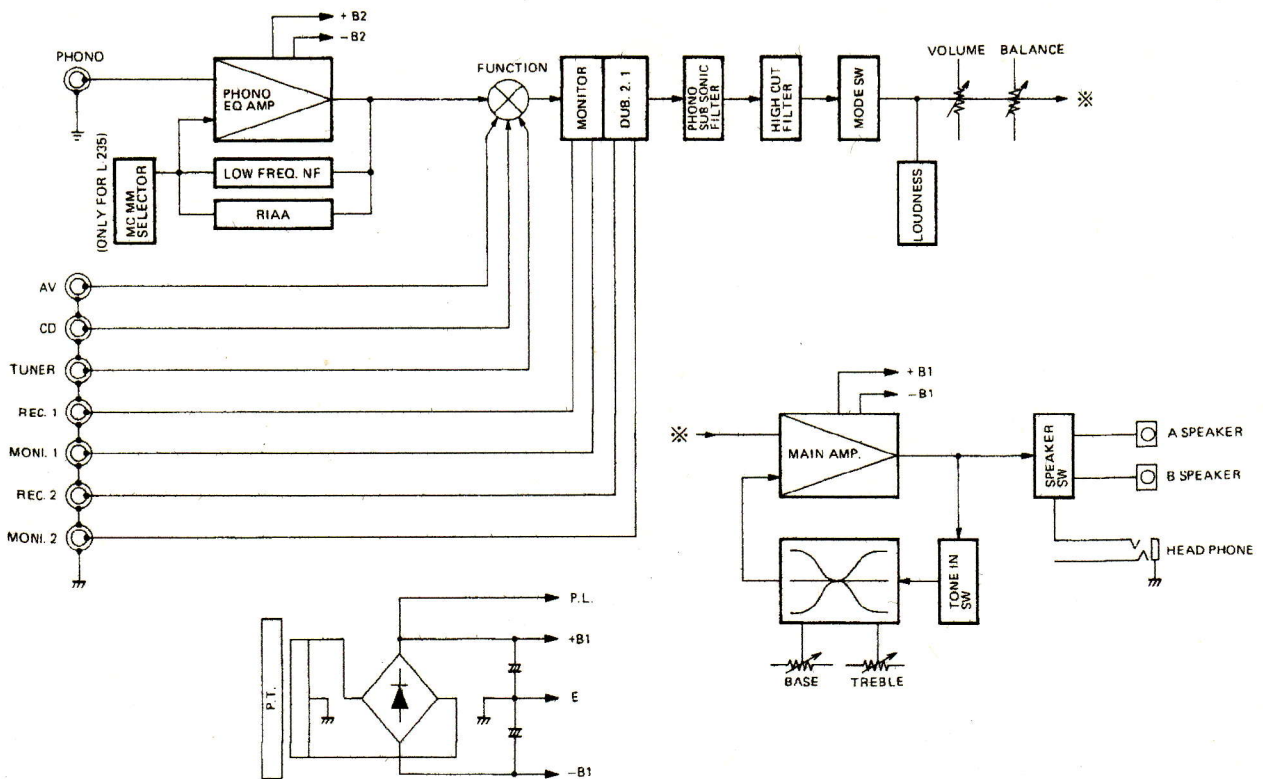 + B2
− B2
PHONO
PHONO
EQ AMP
(ONLY FOR L-235)
MC MM
SELECTOR
LOW FREQ. NF
RIAA
FUNCTION
MONITOR
DUB. 2. 1
PHONO
SUB SONIC
FILTER
HIGH CUT
FILTER
MODE SW
VOLUME
BALANCE
※
LOUDNESS
AV
CD
TUNER
REC. 1
MONI. 1
REC. 2
MONI. 2
+ B1
−B1
※
MAIN AMP.
SPEAKER
SW
A SPEAKER
B SPEAKER
HEAD PHONE
TONE IN
SW
BASE
TREBLE
P.T.
P.L.
+B1
E
−B1